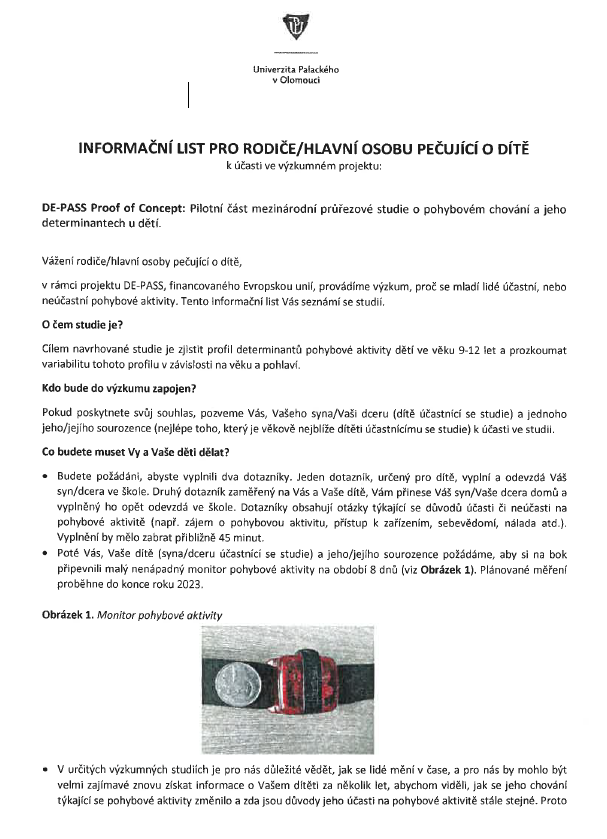 Univerzita Palackého
v Olomouci
INFORMAČNÍ LIST PRO RODIČE/HLAVNÍ OSOBU PEČUJÍCÍ O DÍTĚ
k účasti ve výzkumném projektu:
DE-PASS Proof of Concept: Pilotní část mezinárodní průřezové studie o pohybovém chování a jeho
determinantech u dětí.
Vážení rodiče/hlavní osoby pečující o dítě,
v rámci projektu DE-PASS, financovaného Evropskou unií, provádíme výzkum, proč se mladí lidé účastní, nebo
neúčastní pohybové aktivity. Tento informační list Vás seznámí se studií.
O čem studie je?
Cílem navrhované studie je zjistit profil determinantů pohybové aktivity dětí ve věku 9-12 let a prozkoumat
variabilitu tohoto profilu v závislosti na věku a pohlaví.
Kdo bude do výzkumu zapojen?
Pokud poskytnete svůj souhlas, pozveme Vás, Vašeho syna/Vaši dceru (dítě účastnící se studie) a jednoho
jeho/jejího sourozence (nejlépe toho, který je věkově nejblíže dítěti účastnícímu se studie) k účasti ve studii.
Co budete muset Vy a Vaše děti dělat?
• Budete požádáni, abyste vyplnili dva dotazníky. Jeden dotazník, určený pro dítě, vyplní a odevzdá Váš
syn/dcera ve škole. Druhý dotazník zaměřený na Vás a Vaše dítě, Vám přinese Váš syn/Vaše dcera domů a
vyplněný ho opět odevzdá ve škole. Dotazníky obsahují otázky týkající se důvodů účasti či neúčasti na
pohybové aktivitě (např. zájem o pohybovou aktivitu, přístup k zařízením, sebevědomí, nálada atd.).
Vyplnění by mělo zabrat přibližně 45 minut.
• Poté Vás, Vaše dítě (syna/dceru účastnící se studie) a jeho/jejího sourozence požádáme, aby si na bok
připevnili malý nenápadný monitor pohybové aktivity na období 8 dnů (viz Obrázek 1). Plánované měření
proběhne do konce roku 2023.
Obrázek 1. Monitor pohybové aktivity
• V určitých výzkumných studiích je pro nás důležité vědět, jak se lidé mění v čase, a pro nás by mohlo být
velmi zajímavé znovu získat informace o Vašem dítěti za několik let, abychom viděli, jak se jeho chování
týkající se pohybové aktivity změnilo a zda jsou důvody jeho účasti na pohybové aktivitě stále stejné. Proto